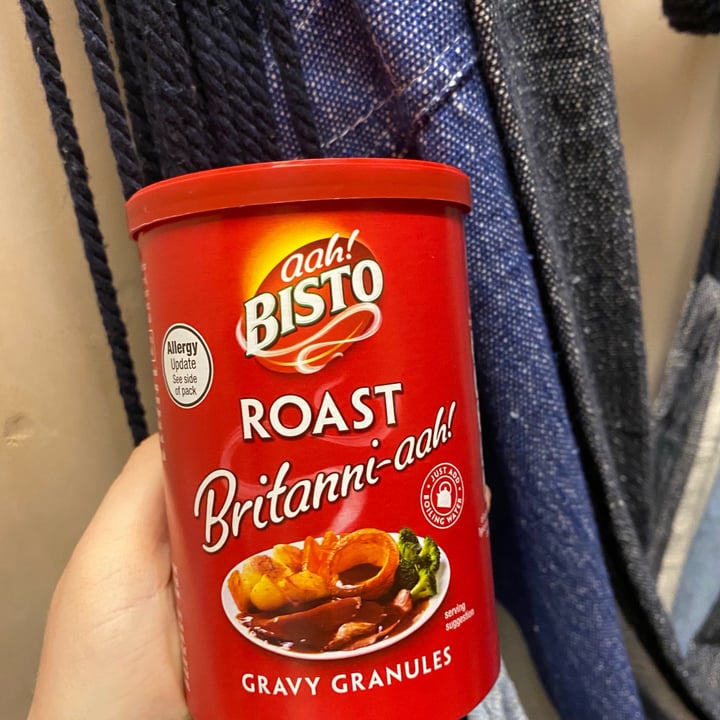 aah!
BISTO
Allergy
Update
See side
of pack
ROAST
Britanni-aah!
JUST ADD
BOILING WATER
serving
suggestion
GRAVY GRANULES